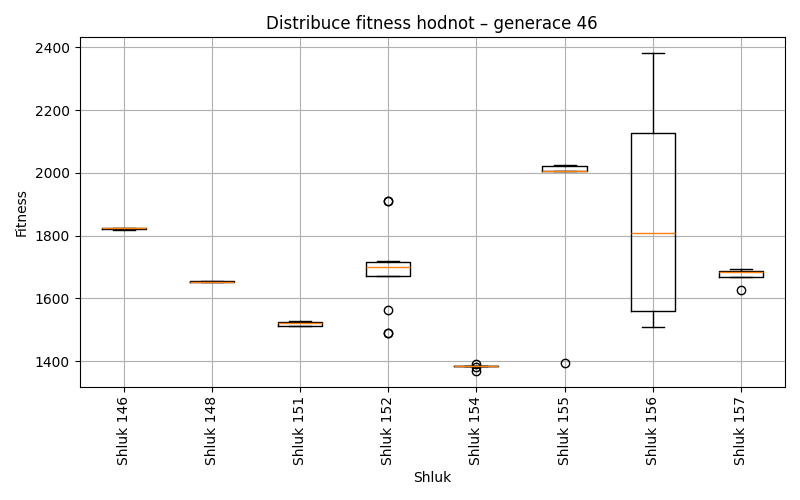 Distribuce fitness hodnot – generace 46
Fitness
2400
2200
2000
1800
1600
1400
Shluk 146
Shluk 148
Shluk 151
Shluk 152
Shluk 154
Shluk 155
Shluk 156
Shluk 157
Shluk